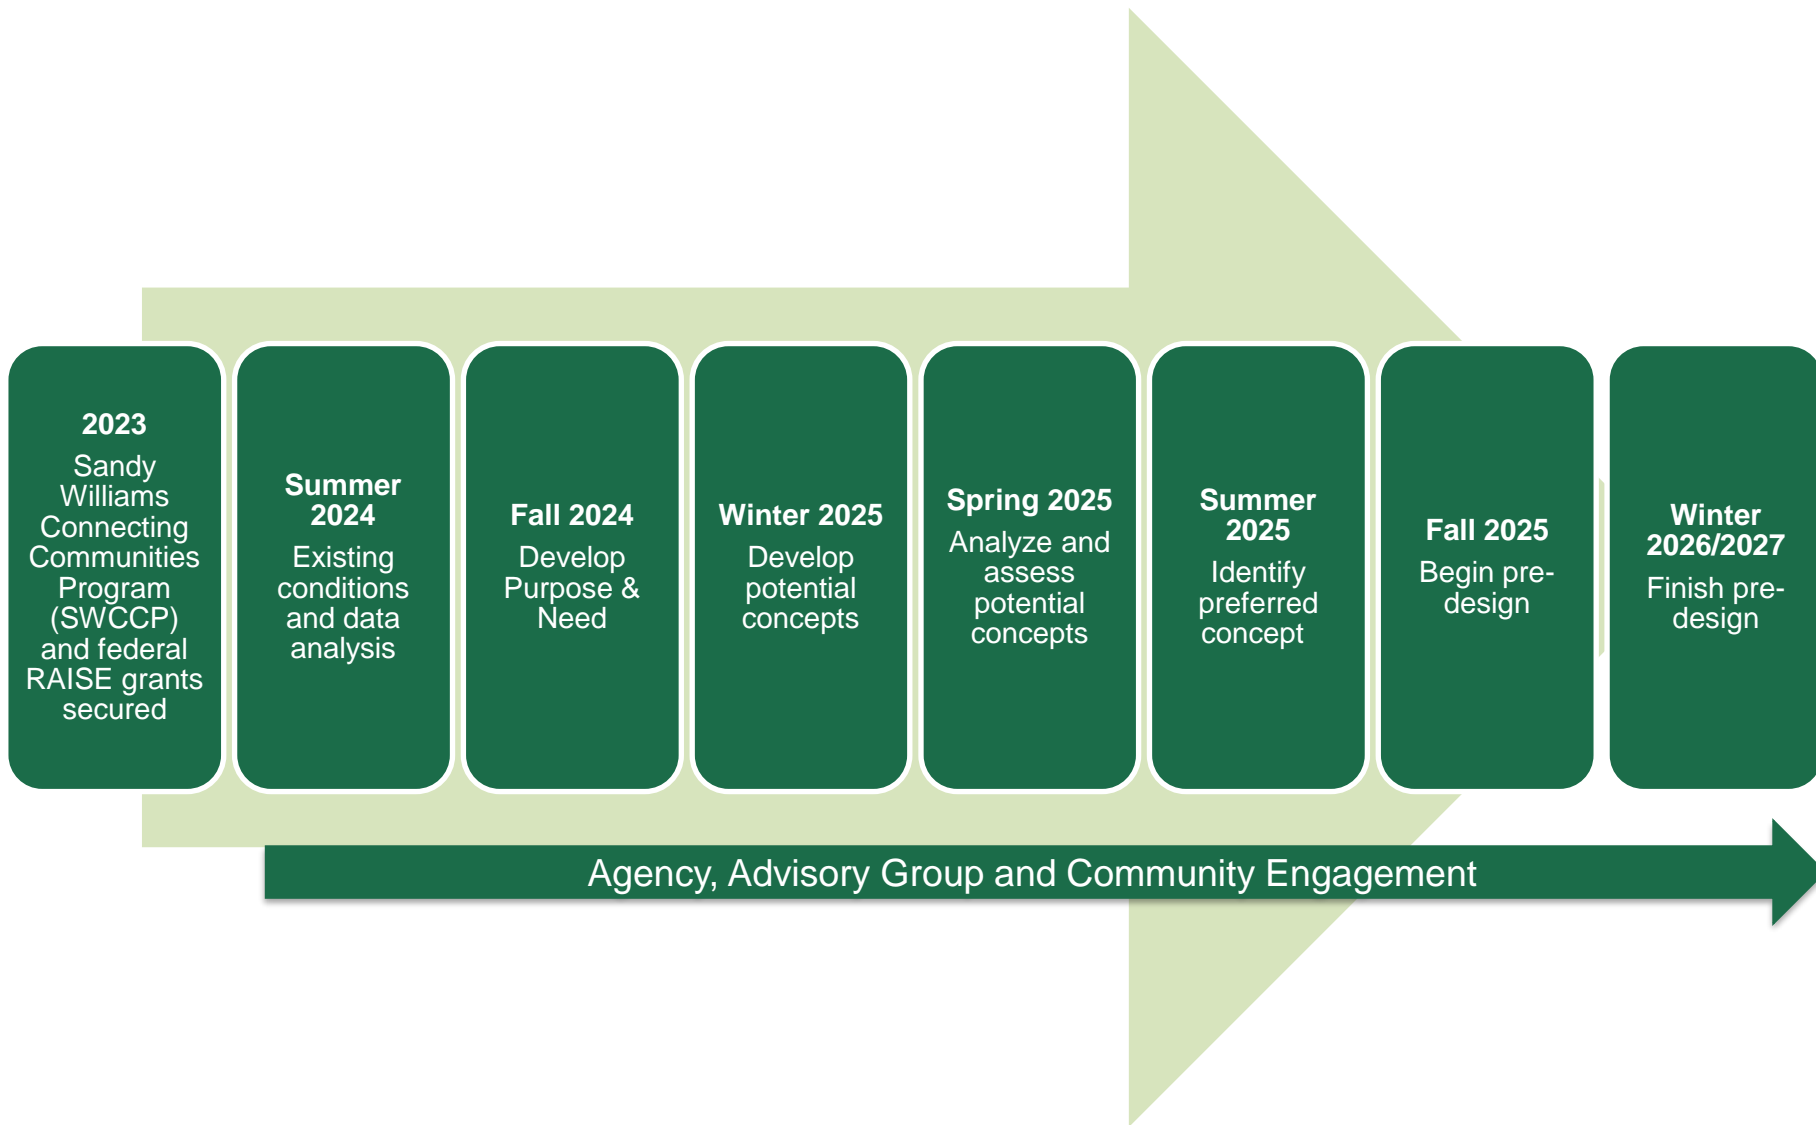 2023
Sandy
Williams
Connecting
Communities
Program
(SWCCP)
and federal
RAISE grants
secured
Summer
2024
Existing
conditions
and data
analysis
Fall 2024
Develop
Purpose &
Need
Winter 2025
Develop
potential
concepts
Spring 2025
Analyze and
assess
potential
concepts
Summer
2025
Identify
preferred
concept
Fall 2025
Begin pre-
design
Winter
2026/2027
Finish pre-
design
Agency, Advisory Group and Community Engagement